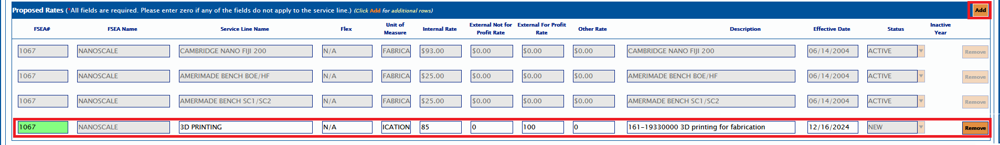 Proposed Rates (*All fields are required. Please enter zero if any of the fields do not apply to the service line.) (Click Add for additional rows) Add
FSEA# FSEA Name Service Line Name Flex Unit of Measure Internal Rate External Not for Profit Rate External For Profit Rate Other Rate Description Effective Date Status Inactive Year
1067 NANOSCALE CAMBRIDGE NANO FIJI 200 N/A FABRICA $93.00 $0.00 $0.00 $0.00 CAMBRIDGE NANO FIJI 200 06/14/2004 ACTIVE Remove
1067 NANOSCALE AMERIMADE BENCH BOE/HF N/A FABRICA $25.00 $0.00 $0.00 $0.00 AMERIMADE BENCH BOE/HF 06/14/2004 ACTIVE Remove
1067 NANOSCALE AMERMADE BENCH SC1/SC2 N/A FABRICA $25.00 $0.00 $0.00 $0.00 AMERMADE BENCH SC1/SC2 06/14/2004 ACTIVE Remove
1067 NANOSCALE 3D PRINTING N/A ICATION 85 0 100 0 161-19330000 3D printing for fabrication 12/16/2024 NEW Remove